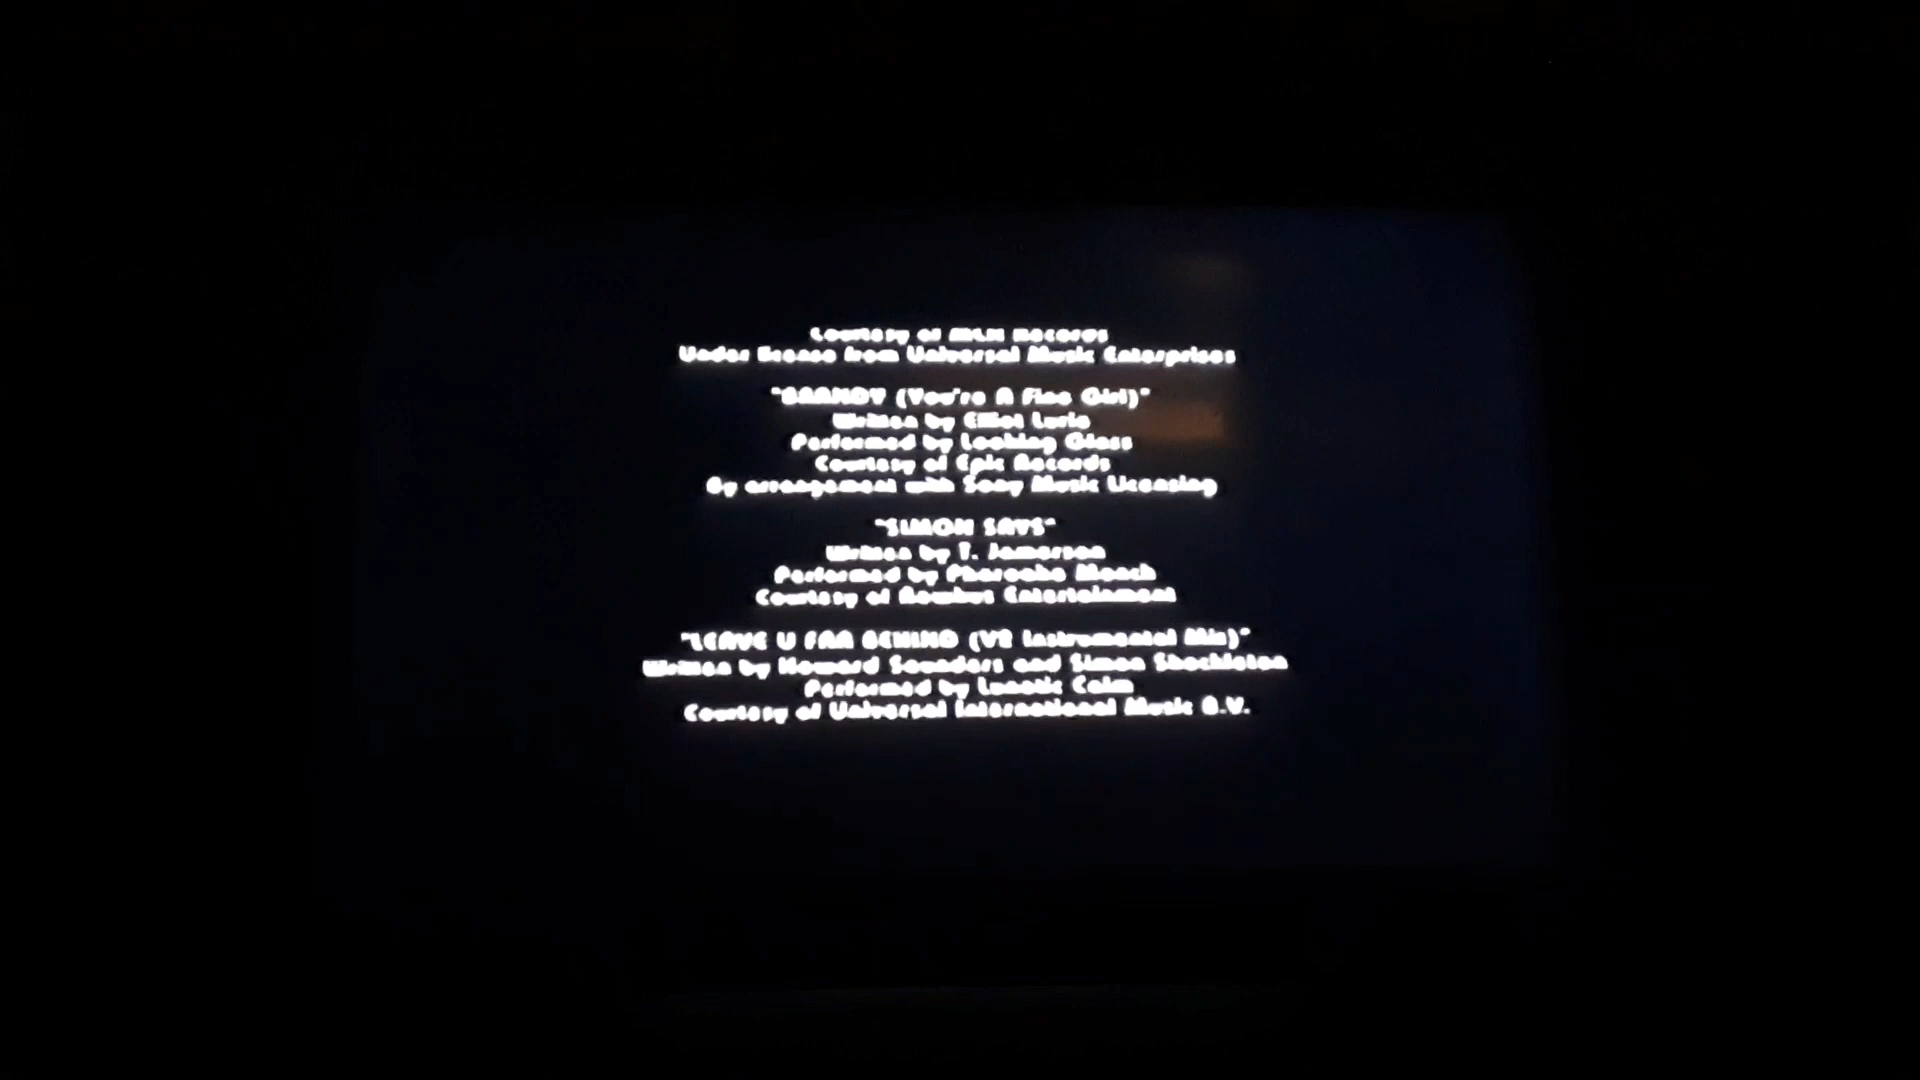 Courtesy of MGM Records
Under license from Universal Music Enterprises
"BRANDY (You're A Fine Girl)"
Written by Elliot Lurie
Performed by Looking Glass
Courtesy of Epic Records
By arrangement with Sony Music Licensing
"SIMON SAYS"
Written by T. Jamerson
Performed by Pharoahe Monch
Courtesy of Rawkus Entertainment
"LEAVE U FAR BEHIND (V2 Instrumental Mix)"
Written by Howard Saunders and Simon Shackleton
Performed by Lunatic Calm
Courtesy of Universal International Music B.V.